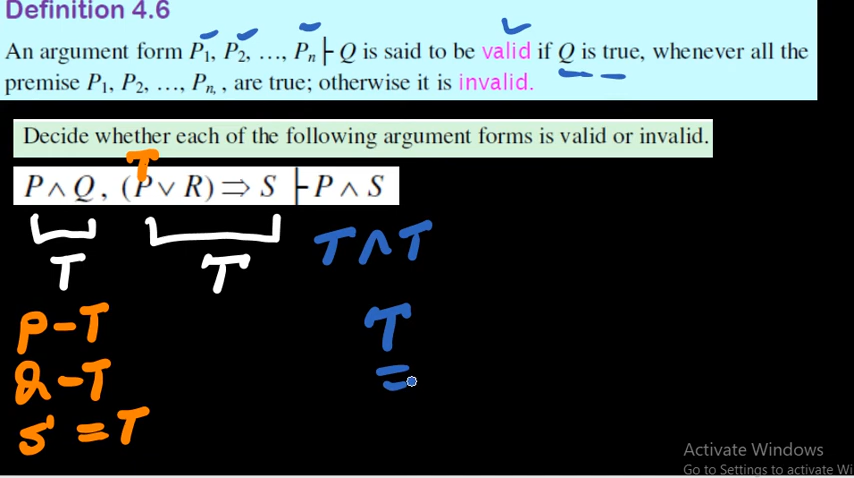 Definition 4.6
An argument form P₁, P₂, …, Pₙ ├ Q is said to be valid if Q is true, whenever all the
premise P₁, P₂, …, Pₙ, , are true; otherwise it is invalid.
Decide whether each of the following argument forms is valid or invalid.
T
P ∧ Q , (P ∨ R) ⇒ S ├ P ∧ S
T T T ∧ T
P - T T
Q - T =
S = T
Activate Windows
Go to Settings to activate Wi